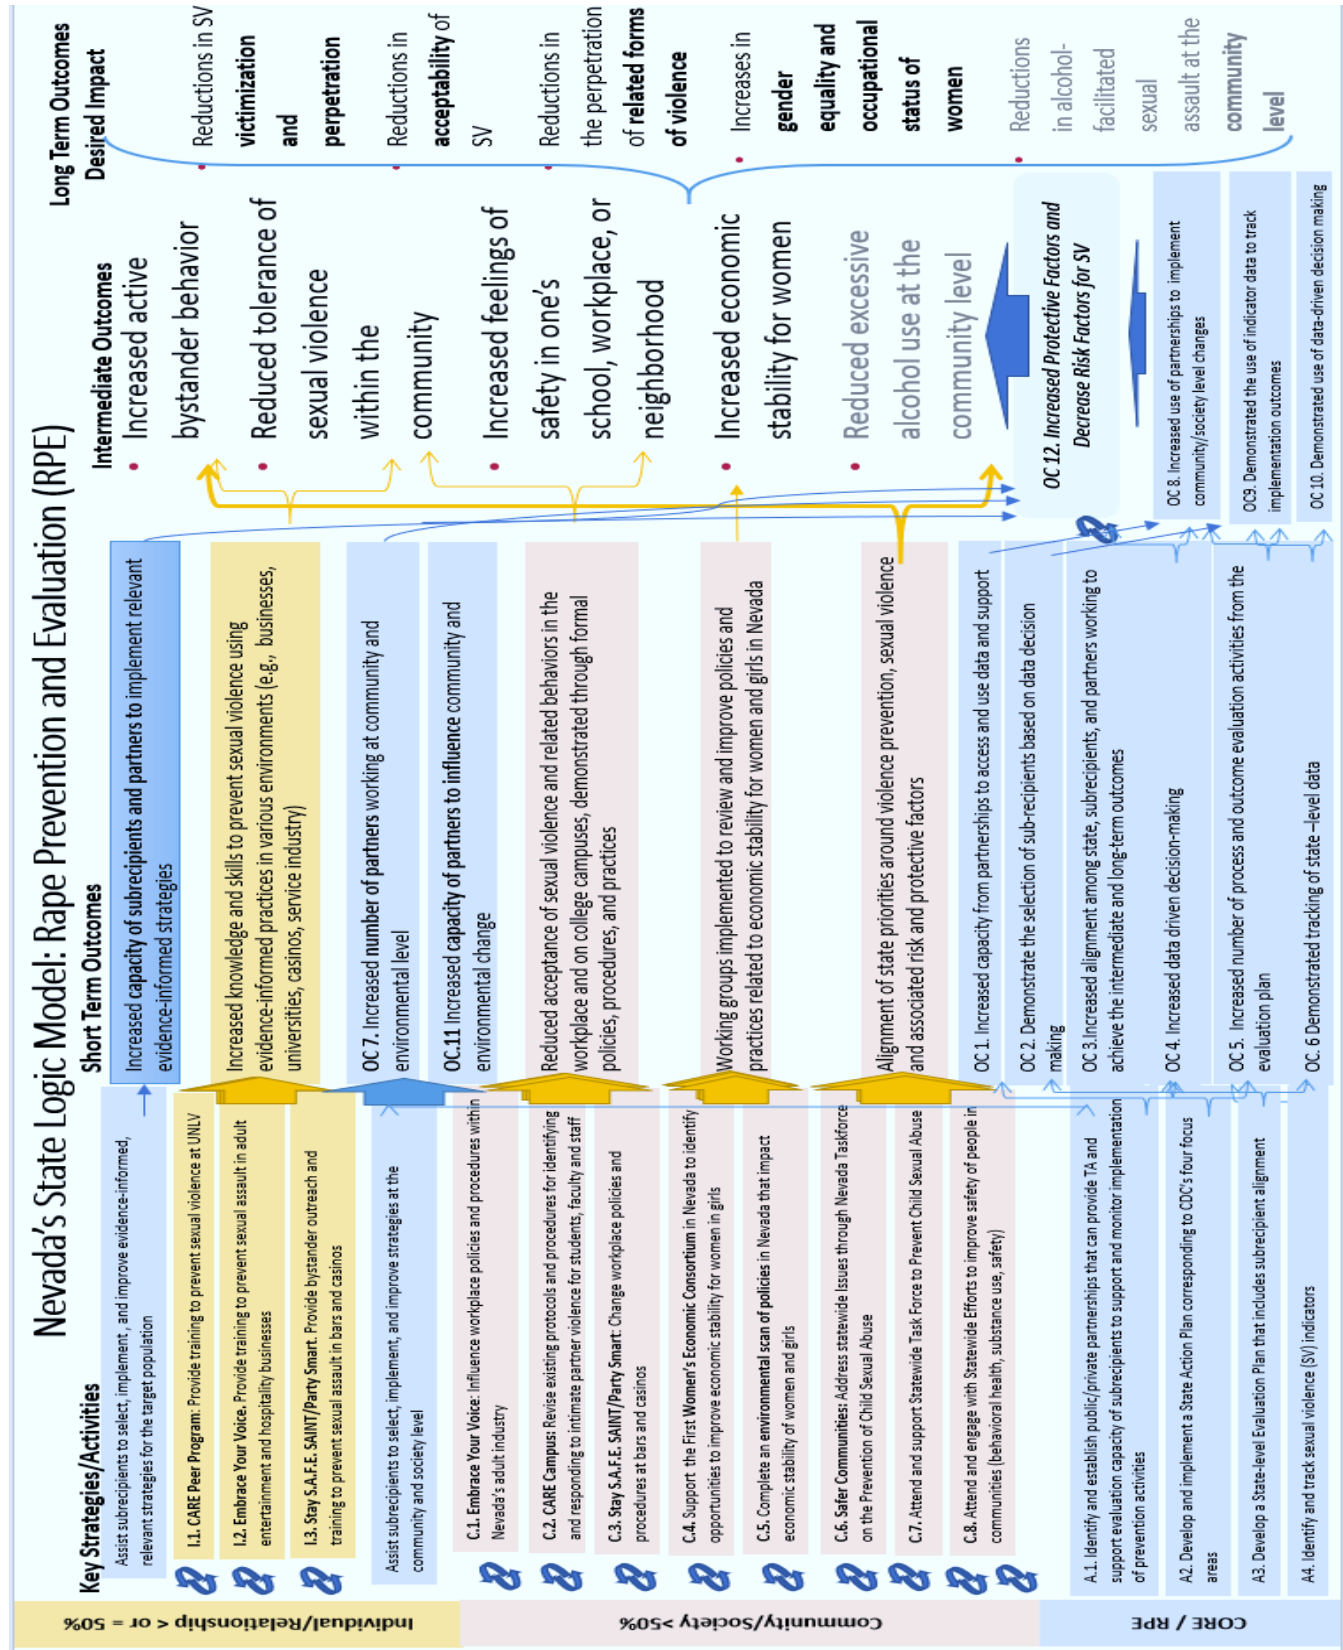 Nevada's State Logic Model: Rape Prevention and Evaluation (RPE)
Key Strategies/Activities
Short Term Outcomes
Intermediate Outcomes
Long Term Outcomes
Desired Impact
Individual/Relationship < or = 50%
Community/Society >50%
CORE / RPE
Assist subrecipients to select, implement , and improve evidence-informed,
relevant strategies for the target population
I.1. CARE Peer Program: Provide training to prevent sexual violence at UNLV
I.2. Embrace Your Voice. Provide training to prevent sexual assault in adult
entertainment and hospitality businesses
I.3. Stay S.A.F.E. SAINT/Party Smart. Provide bystander outreach and
training to prevent sexual assault in bars and casinos
Assist subrecipients to select, implement, and improve strategies at the
community and society level
C.1. Embrace Your Voice: Influence workplace policies and procedures within
Nevada's adult industry
C.2. CARE Campus: Revise existing protocols and procedures for identifying
and responding to intimate partner violence for students, faculty and staff
C.3. Stay S.A.F.E. SAINT/Party Smart: Change workplace policies and
procedures at bars and casinos
C.4. Support the First Women's Economic Consortium in Nevada to identify
opportunities to improve economic stability for women in girls
C.5. Complete an environmental scan of policies in Nevada that impact
economic stability of women and girls
C.6. Safer Communities: Address statewide Issues through Nevada Taskforce
on the Prevention of Child Sexual Abuse
C.7. Attend and support Statewide Task Force to Prevent Child Sexual Abuse
C.8. Attend and engage with Statewide Efforts to improve safety of people in
communities (behavioral health, substance use, safety)
A.1. Identify and establish public/private partnerships that can provide TA and
support evaluation capacity of subrecipients to support and monitor implementation
of prevention activities
A2. Develop and implement a State Action Plan corresponding to CDC's four focus
areas
A3. Develop a State-level Evaluation Plan that includes subrecipient alignment
A4. Identify and track sexual violence (SV) indicators
Increased capacity of subrecipients and partners to implement relevant
evidence-informed strategies
Increased knowledge and skills to prevent sexual violence using
evidence-informed practices in various environments (e.g., businesses,
universities, casinos, service industry)
OC 7. Increased number of partners working at community and
environmental level
OC.11 Increased capacity of partners to influence community and
environmental change
Reduced acceptance of sexual violence and related behaviors in the
workplace and on college campuses, demonstrated through formal
policies, procedures, and practices
Working groups implemented to review and improve policies and
practices related to economic stability for women and girls in Nevada
Alignment of state priorities around violence prevention, sexual violence
and associated risk and protective factors
OC 1. Increased capacity from partnerships to access and use data and support
OC 2. Demonstrate the selection of sub-recipients based on data decision
making
OC 3.Increased alignment among state, subrecipients, and partners working to
achieve the intermediate and long-term outcomes
OC 4. Increased data driven decision-making
OC 5. Increased number of process and outcome evaluation activities from the
evaluation plan
OC. 6 Demonstrated tracking of state –level data
• Increased active
bystander behavior
• Reduced tolerance of
sexual violence
within the
community
• Increased feelings of
safety in one's
school, workplace, or
neighborhood
• Increased economic
stability for women
• Reduced excessive
alcohol use at the
community level
OC 12. Increased Protective Factors and
Decrease Risk Factors for SV
OC 8. Increased use of partnerships to implement
community/society level changes
OC9. Demonstrated the use of indicator data to track
implementation outcomes
OC 10. Demonstrated use of data-driven decision making
• Reductions in SV
victimization
and
perpetration
• Reductions in
acceptability of
SV
• Reductions in
the perpetration
of related forms
of violence
• Increases in
gender
equality and
occupational
status of
women
• Reductions
in alcohol-
facilitated
sexual
assault at the
community
level